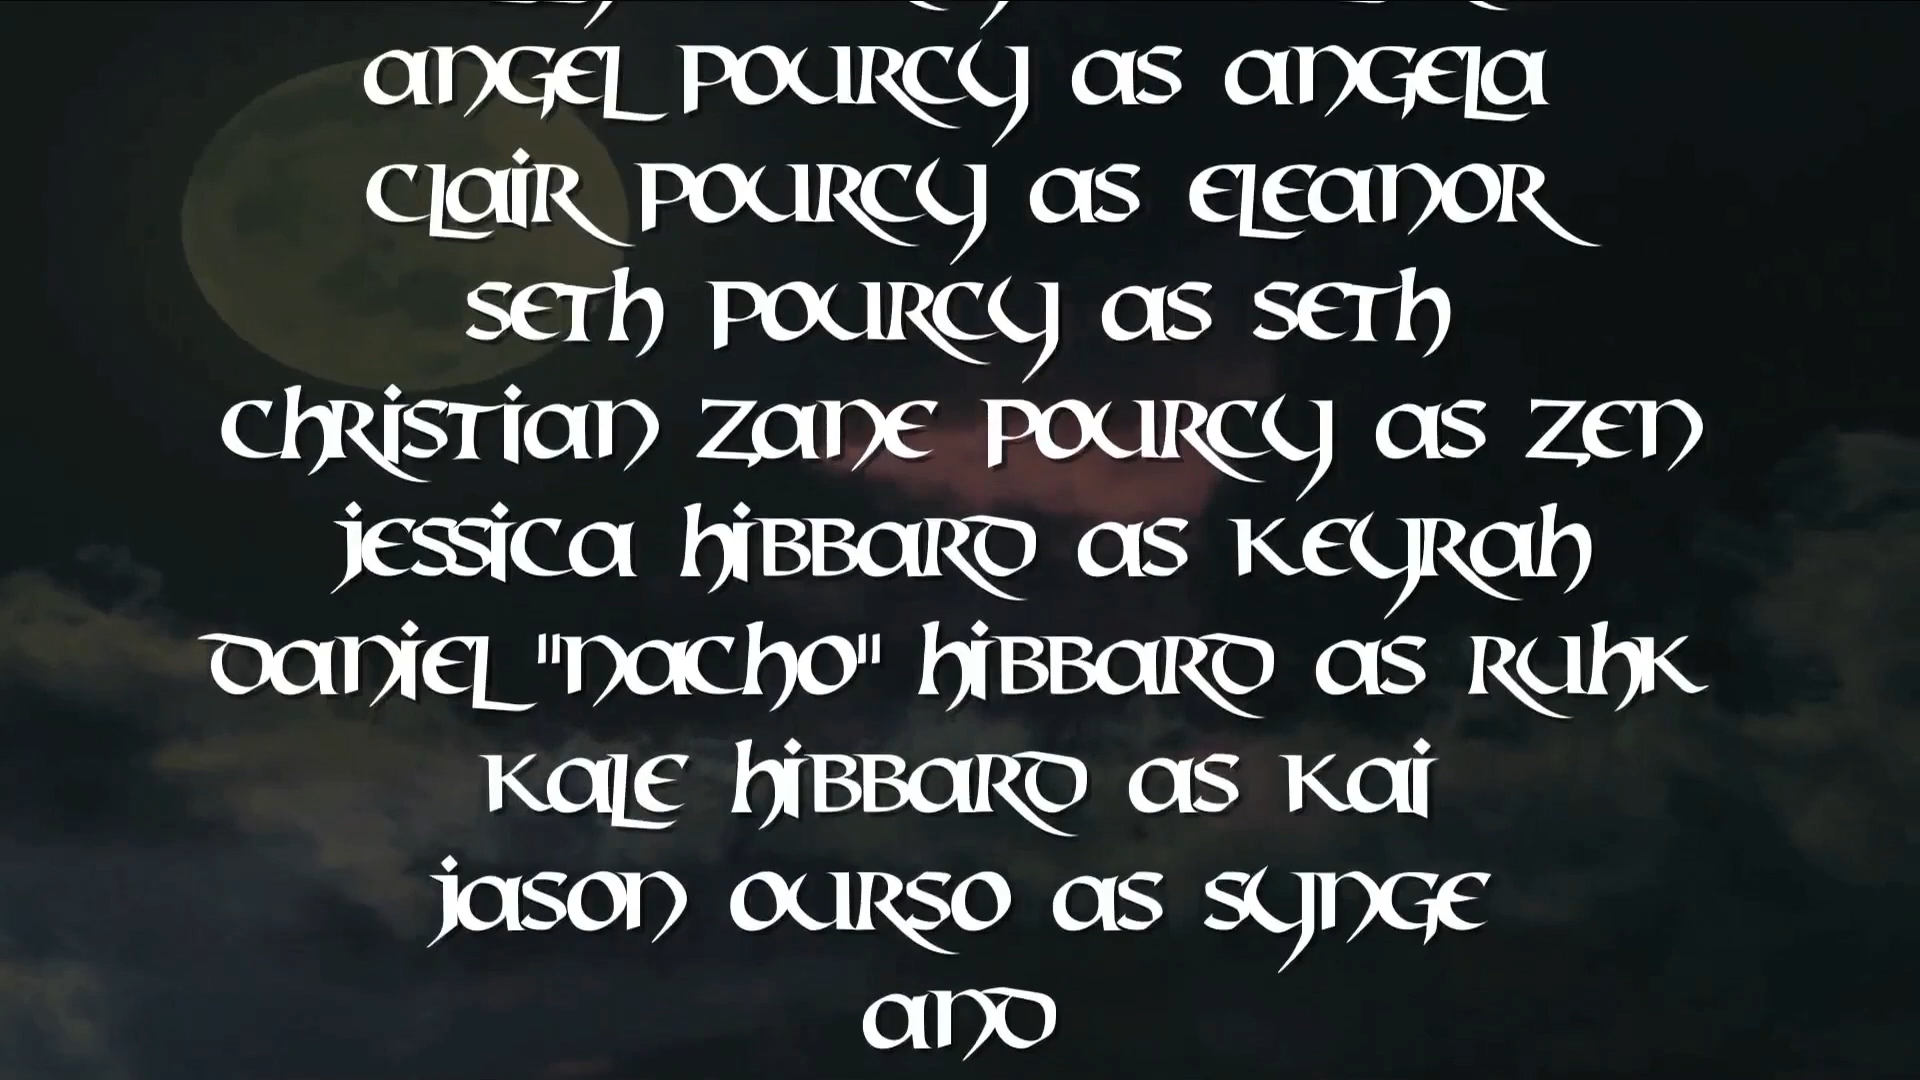 ANGEL POURCY AS ANGELA
CLAIR POURCY AS ELEANOR
SETH POURCY AS SETH
CHRISTIAN ZANE POURCY AS ZEN
JESSICA HIBBARD AS KEYRAH
DANIEL "NACHO" HIBBARD AS RUHK
KALE HIBBARD AS KAI
JASON OURSO AS SYNGE
AND